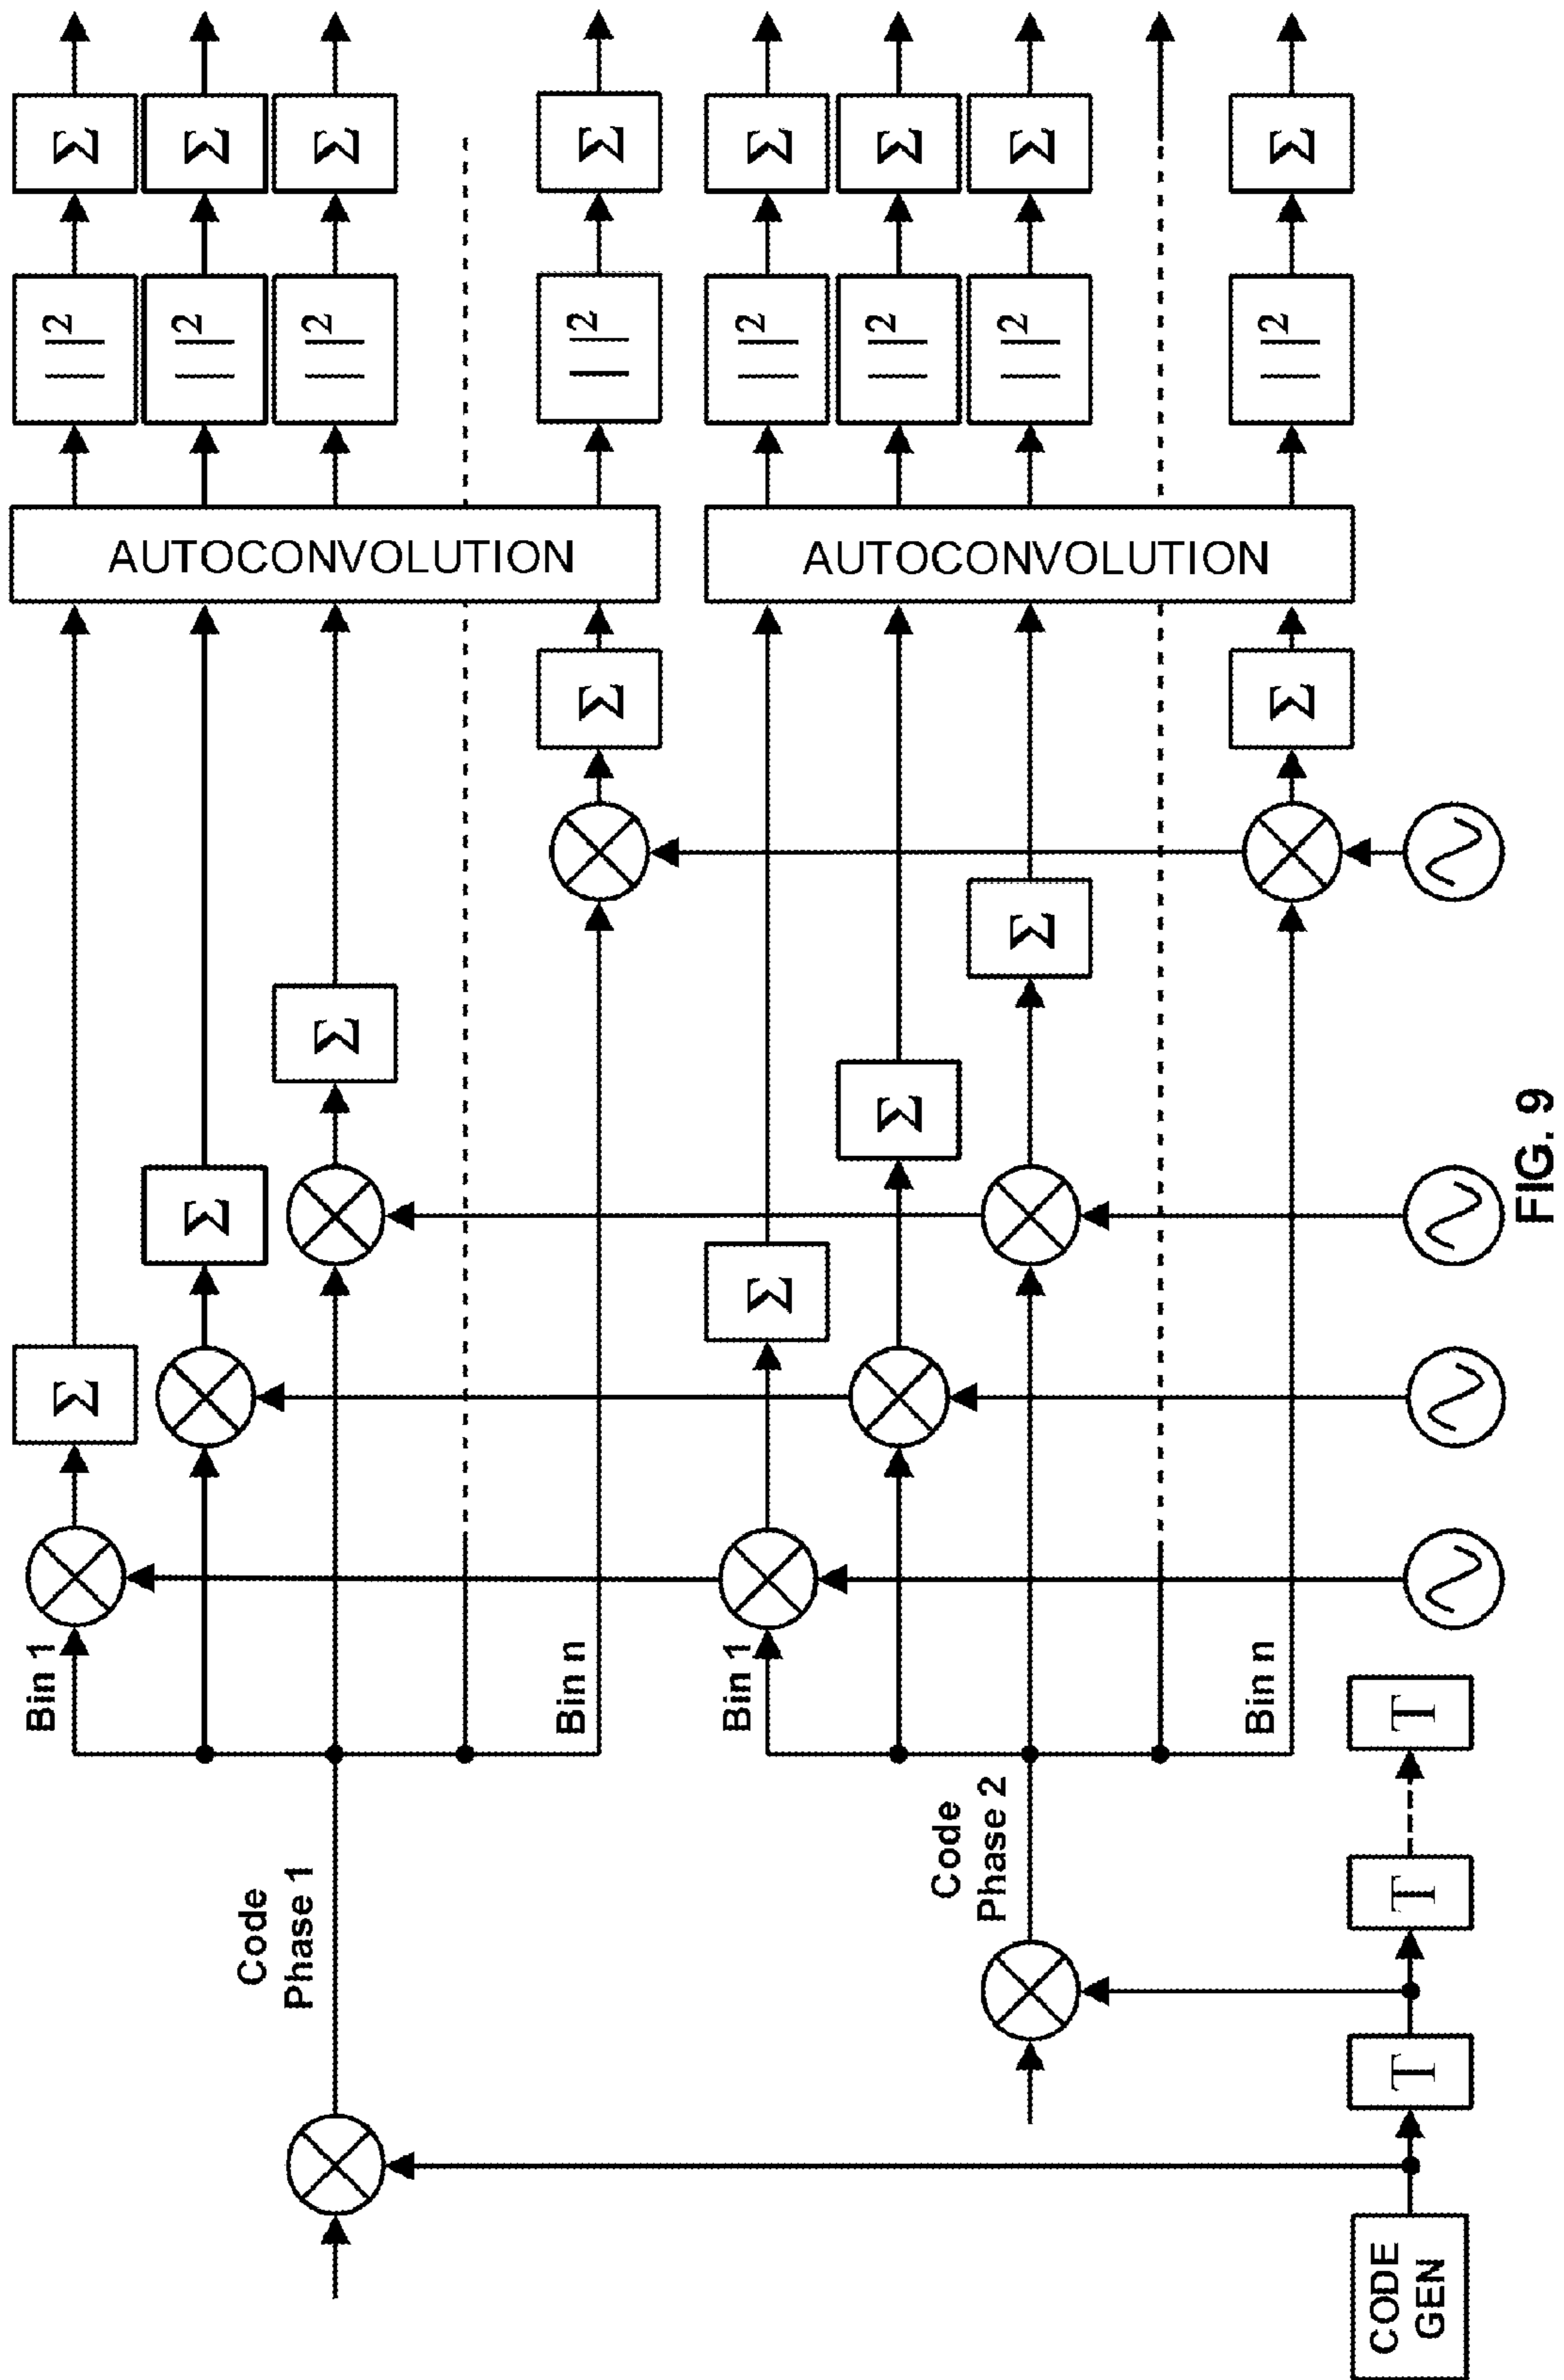 Bin 1
Σ
| |²
Σ
Σ
| |²
Σ
Code
Phase 1
Σ
| |²
Σ
AUTOCONVOLUTION
Bin n
Σ
| |²
Σ
Bin 1
Σ
| |²
Σ
Σ
| |²
Σ
Code
Phase 2
Σ
| |²
Σ
AUTOCONVOLUTION
Bin n
Σ
| |²
Σ
CODE
GEN
T
T
T
FIG. 9